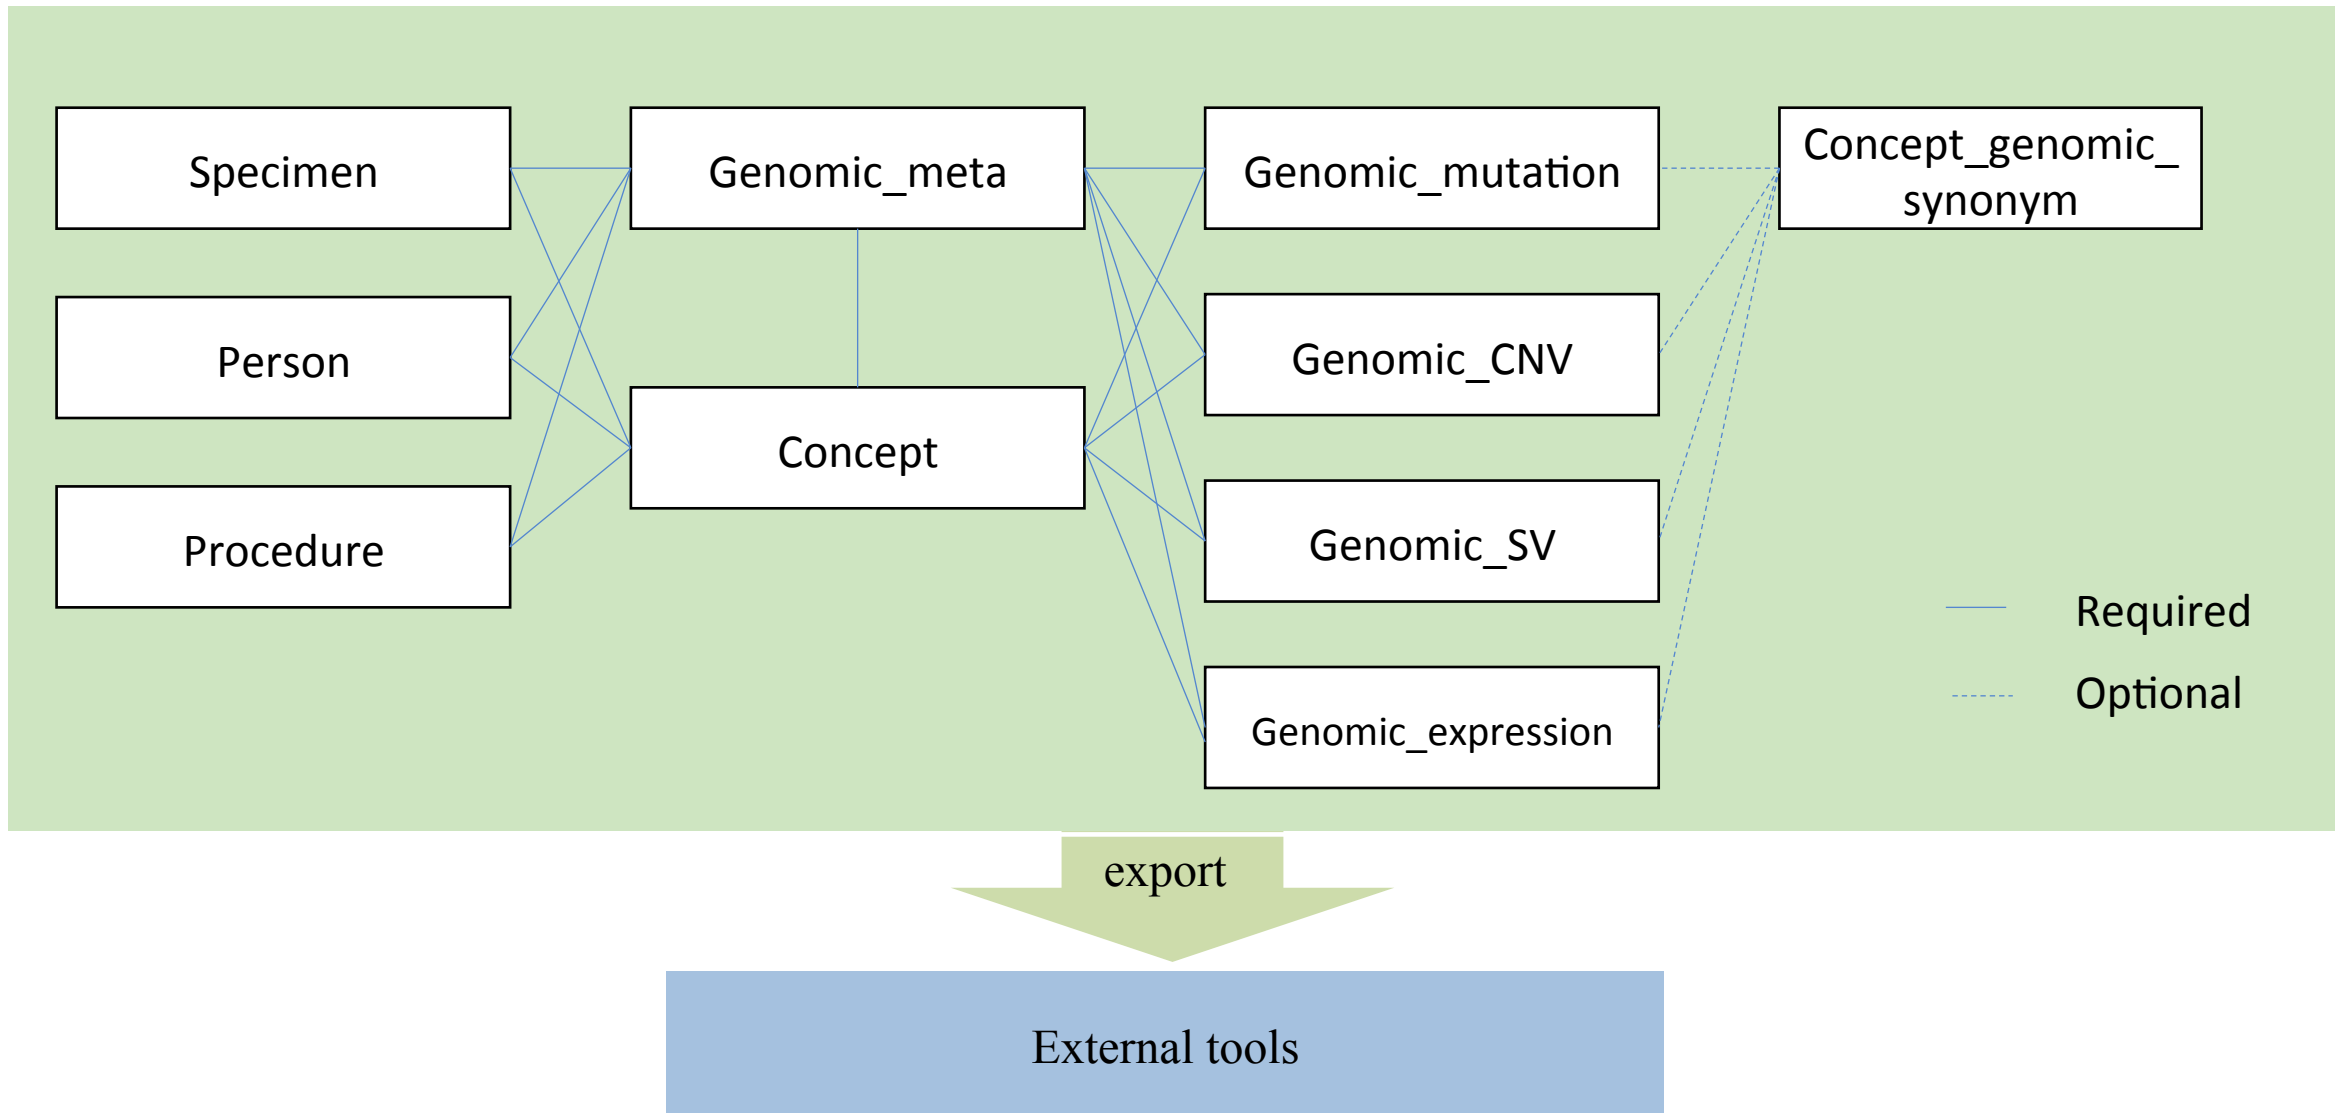 Specimen
Genomic_meta
Genomic_mutation
Concept_genomic_
synonym
Person
Genomic_CNV
Concept
Procedure
Genomic_SV
Required
Optional
Genomic_expression
export
External tools